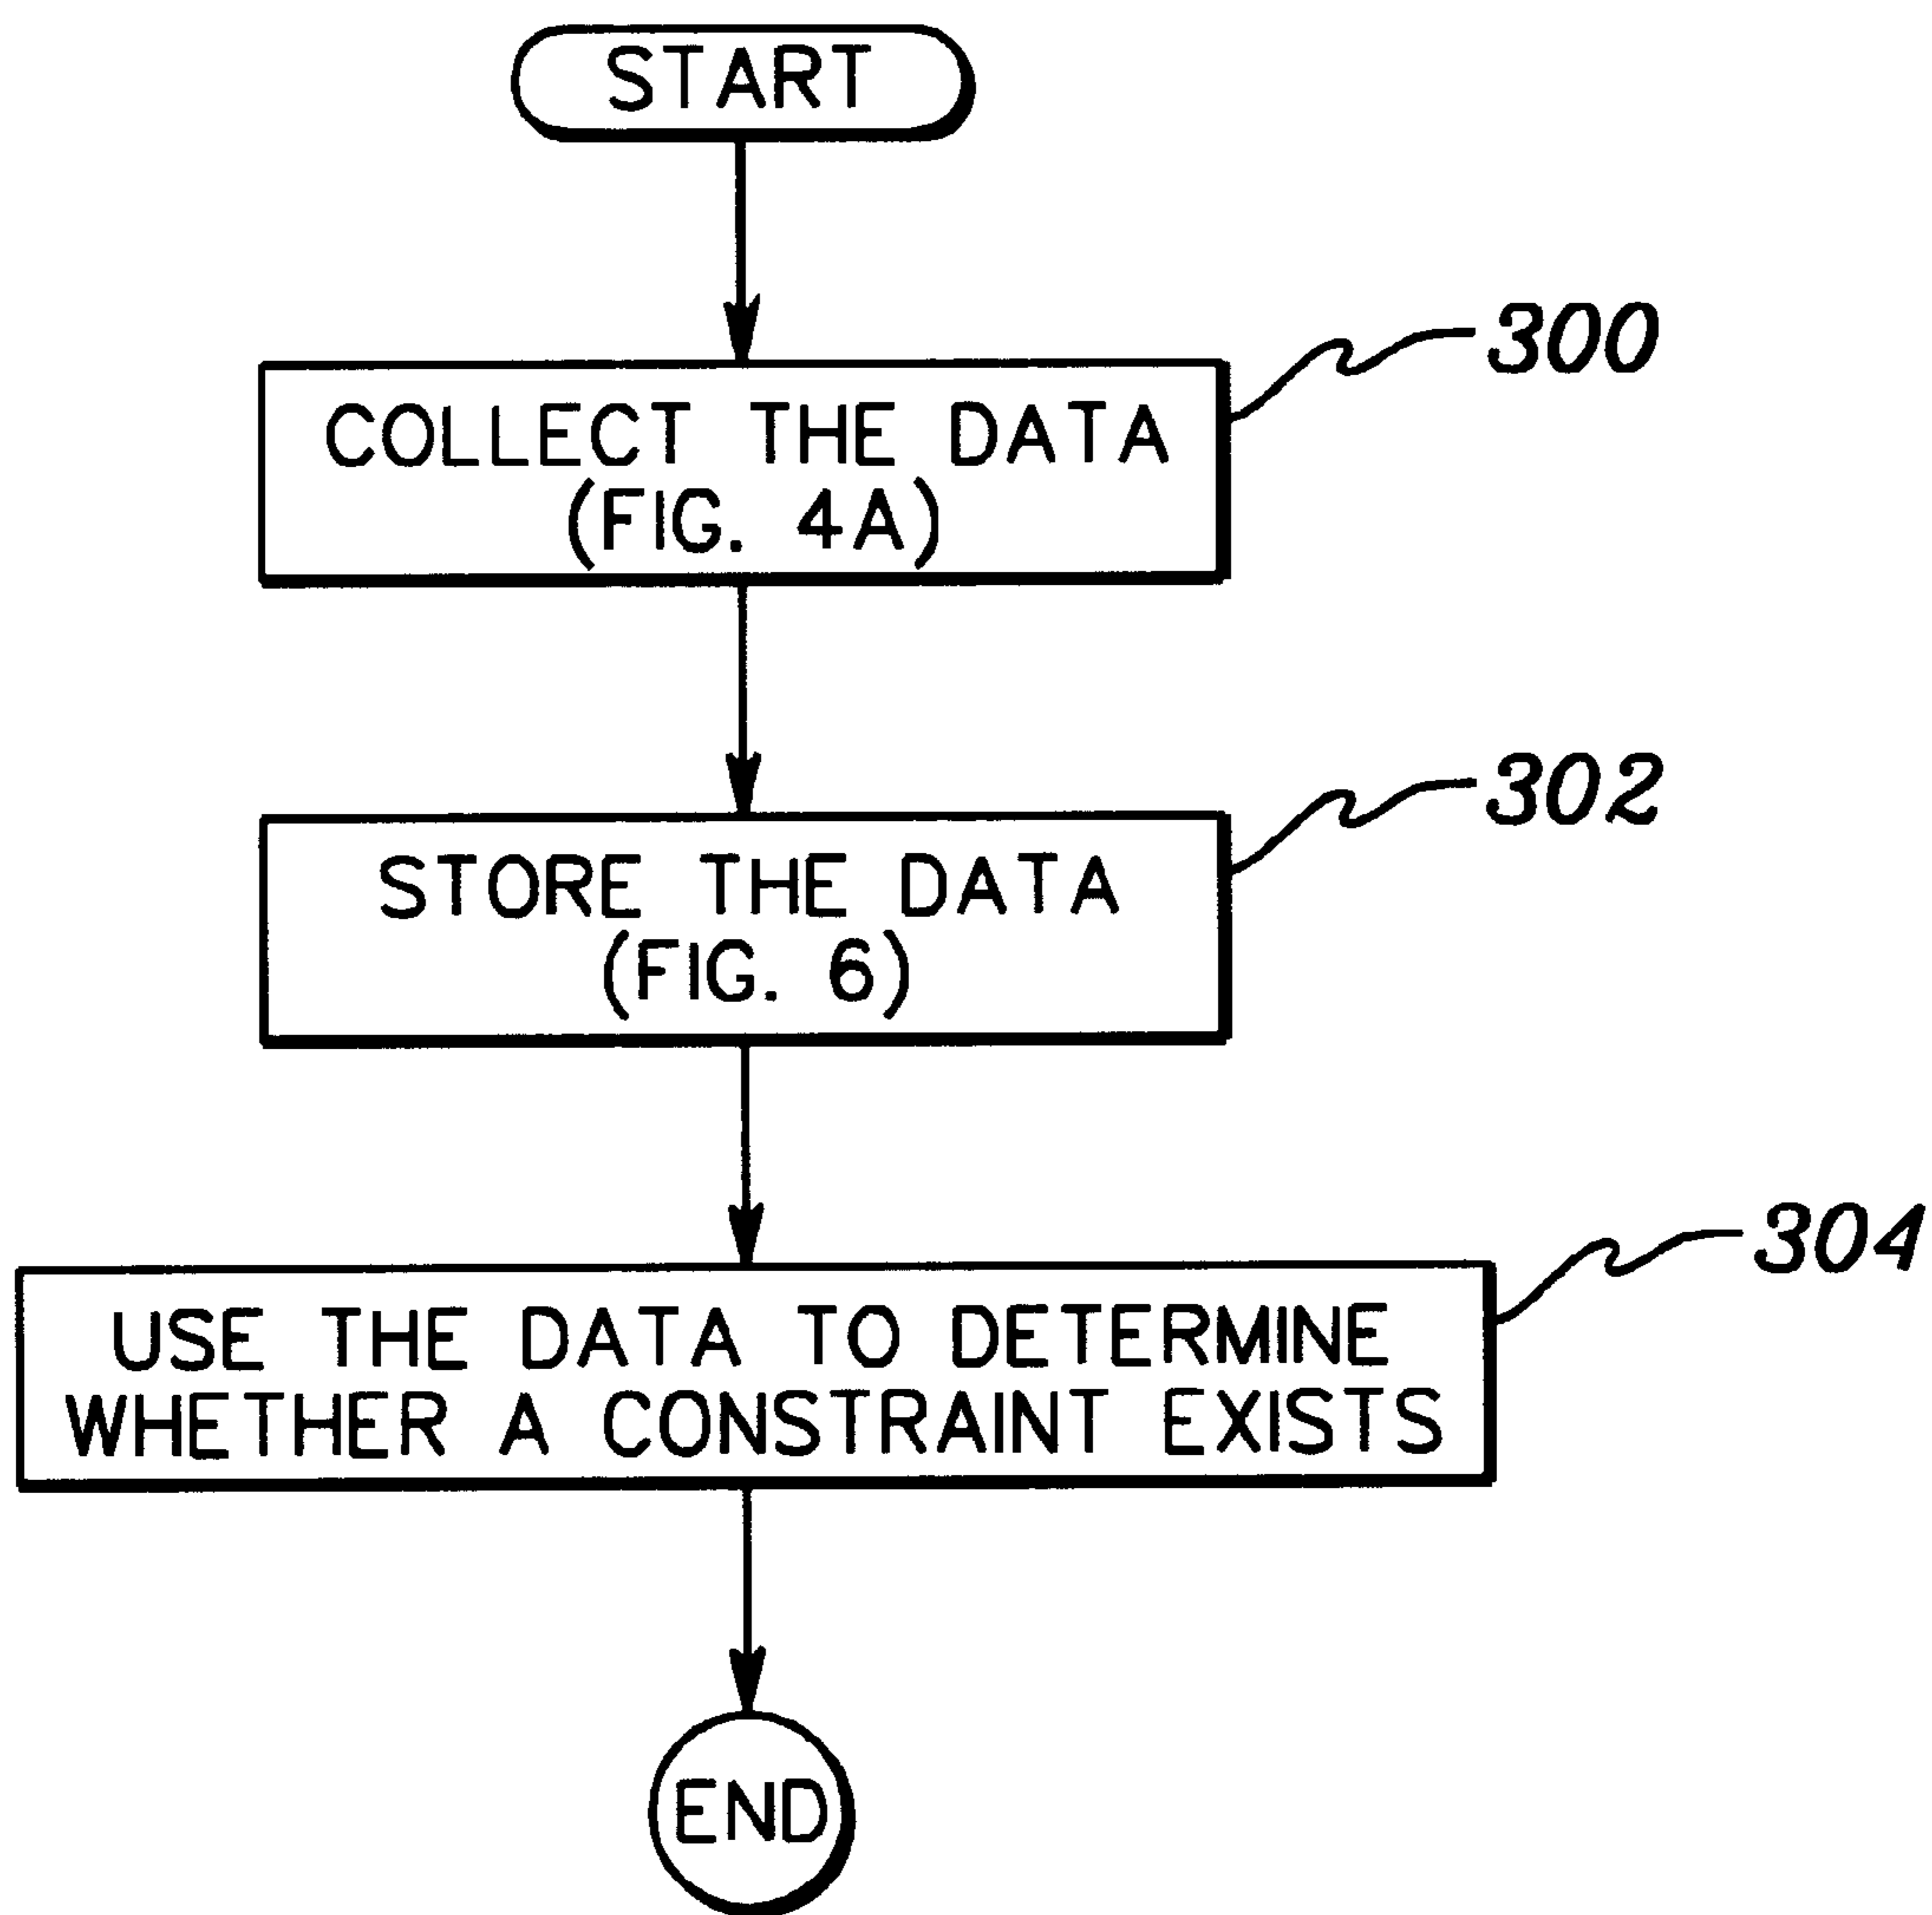 START
300
COLLECT THE DATA
(FIG. 4A)
302
STORE THE DATA
(FIG. 6)
304
USE THE DATA TO DETERMINE
WHETHER A CONSTRAINT EXISTS
END